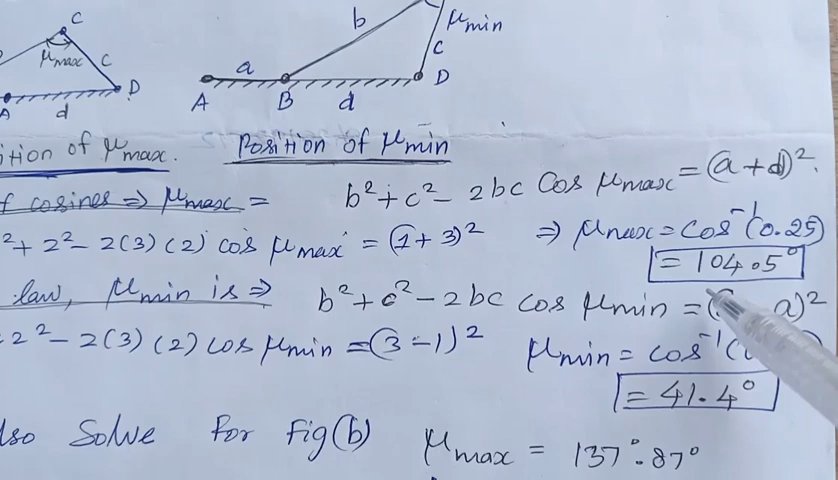 C
μmax
C
A
d
D
a
b
μmin
C
A
B
d
D
ition of μmax.
Position of μmin
f cosines => μmax = b² + c² - 2bc Cos μmax = (a+d)².
² + 2² - 2(3)(2) cos μmax = (1+3)² => μmax = cos⁻¹(0.25)
= 104.5°
law, μmin is => b² + c² - 2bc cos μmin = ( a)²
2² - 2(3)(2) cos μmin = (3-1)² μmin = cos⁻¹(
= 41.4°
lso Solve for Fig(b) μmax = 137°.87°